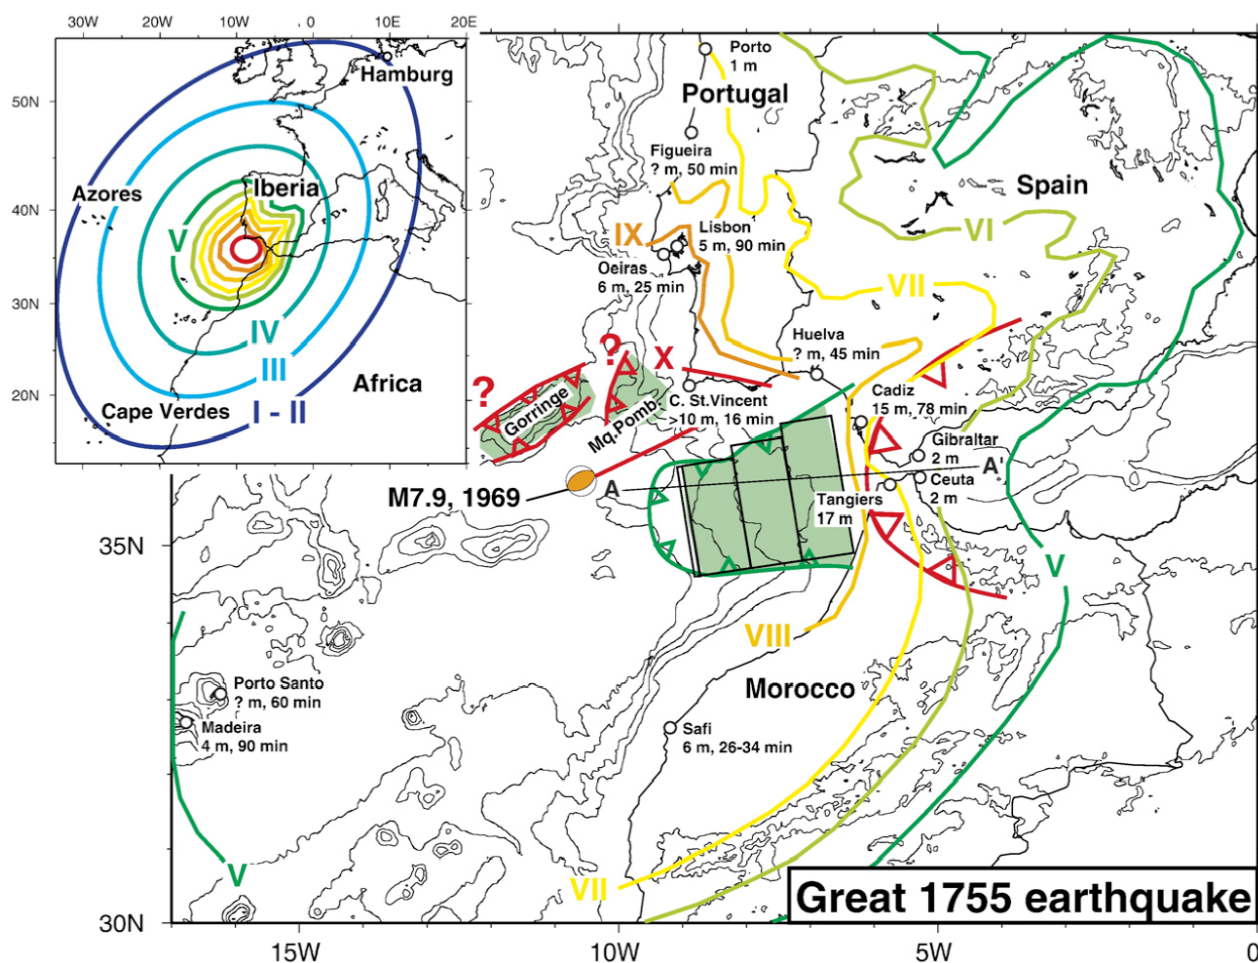 30W 20W 10W 0 10E 20E
50N
40N
30N
20N
Hamburg
Azores
Iberia
V
IV
III
I - II
Africa
Cape Verdes
Porto
1 m
Portugal
Figueira
? m, 50 min
Spain
IX
Lisbon
5 m, 90 min
VI
Oeiras
6 m, 25 min
VII
Huelva
? m, 45 min
?
?
X
Gorringe
Mq.Pomb.
C. St.Vincent
>10 m, 16 min
Cadiz
15 m, 78 min
Gibraltar
2 m
A
A'
Ceuta
2 m
Tangiers
17 m
M7.9, 1969
35N
V
VIII
Morocco
Porto Santo
? m, 60 min
Madeira
4 m, 90 min
Safi
6 m, 26-34 min
V
VII
Great 1755 earthquake
30N
15W 10W 5W 0